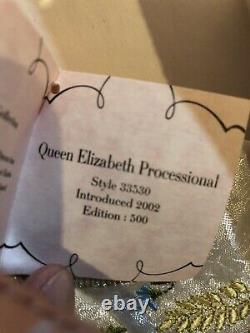 Queen Elizabeth Processional
Style 33530
Introduced 2002
Edition : 500